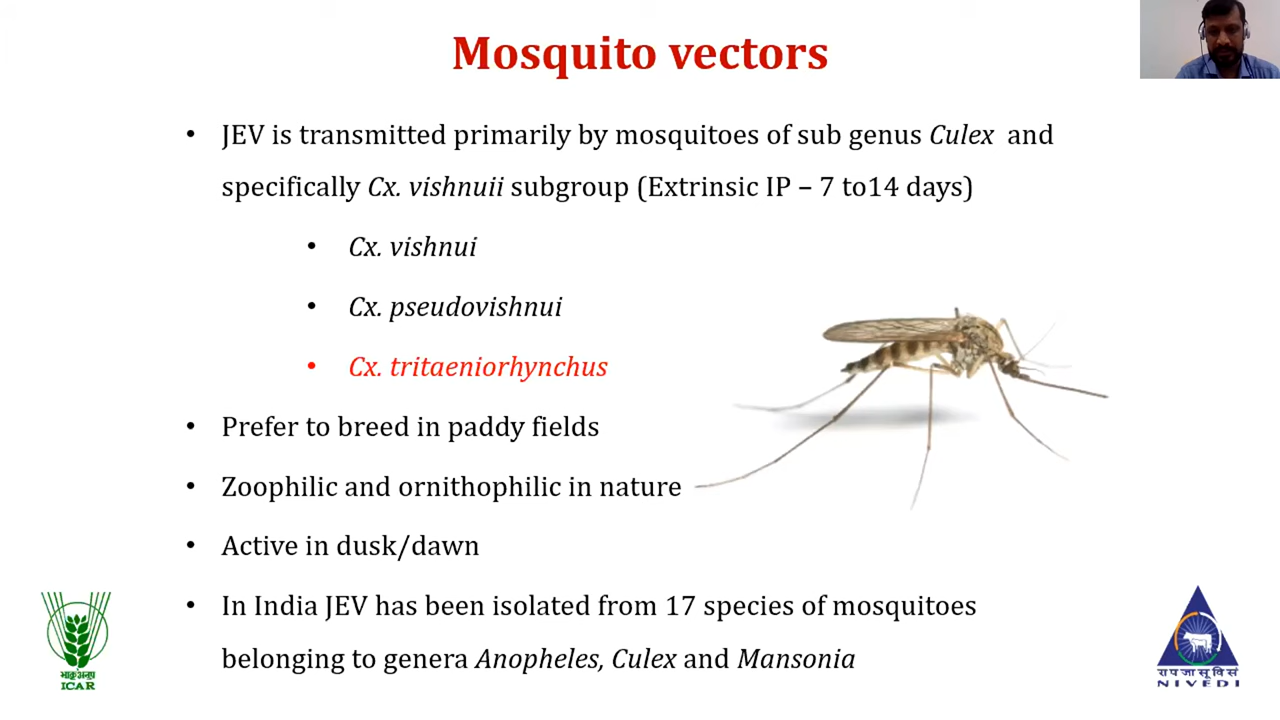 Mosquito vectors
• JEV is transmitted primarily by mosquitoes of sub genus Culex and
specifically Cx. vishnuii subgroup (Extrinsic IP – 7 to14 days)
• Cx. vishnui
• Cx. pseudovishnui
• Cx. tritaeniorhynchus
• Prefer to breed in paddy fields
• Zoophilic and ornithophilic in nature
• Active in dusk/dawn
• In India JEV has been isolated from 17 species of mosquitoes
belonging to genera Anopheles, Culex and Mansonia
भाकृअनुप
ICAR
रा प जा सू वि सं
NIVEDI